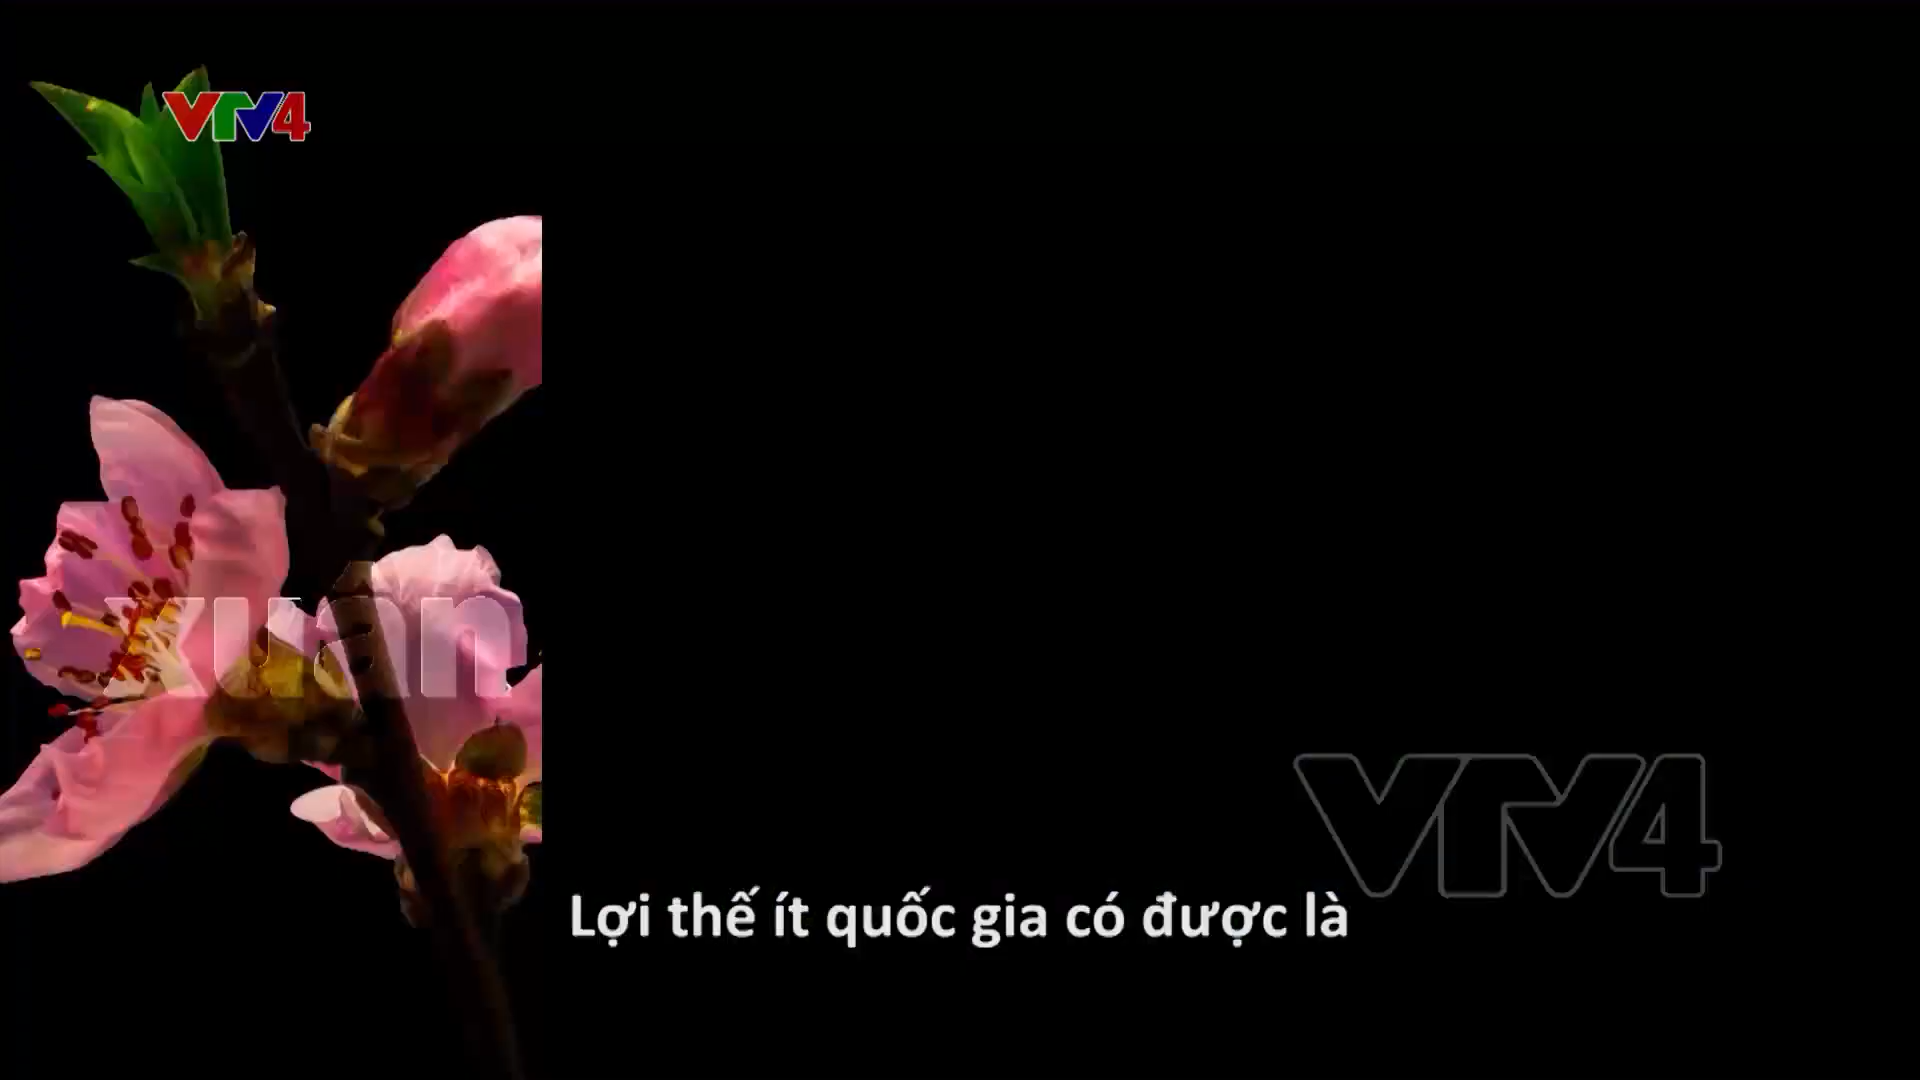 VTV4
xuân
VTV4
Lợi thế ít quốc gia có được là